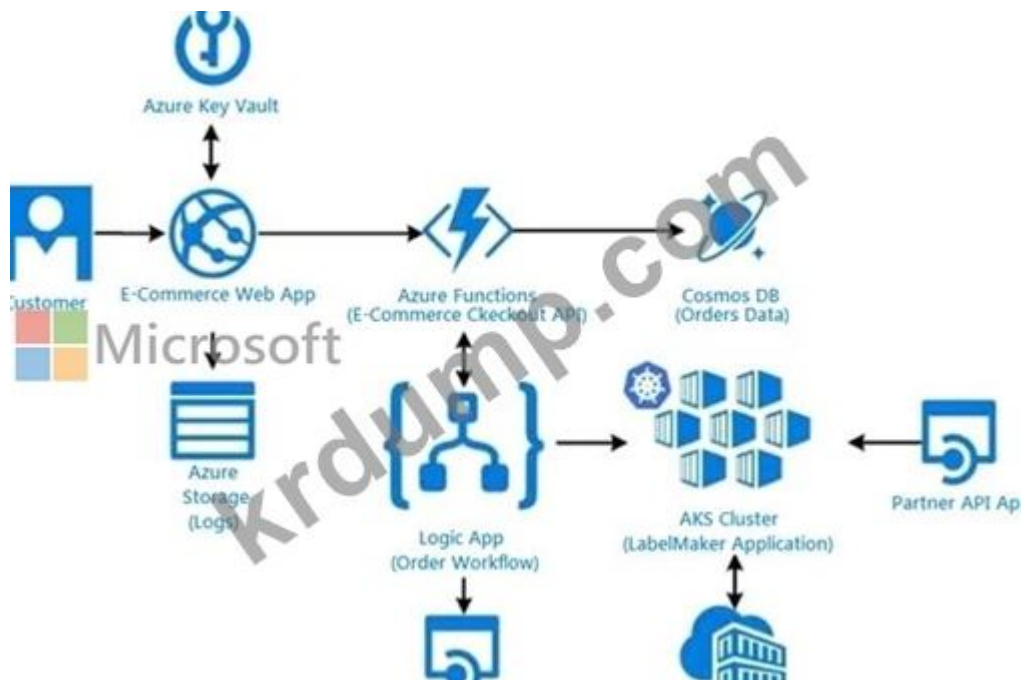 Azure Key Vault
Customer
E-Commerce Web App
Azure Functions
(E-Commerce Ckeckout API)
Cosmos DB
(Orders Data)
Microsoft
Azure
Storage
(Logs)
Logic App
(Order Workflow)
AKS Cluster
(LabelMaker Application)
Partner API Ap
krdump.com